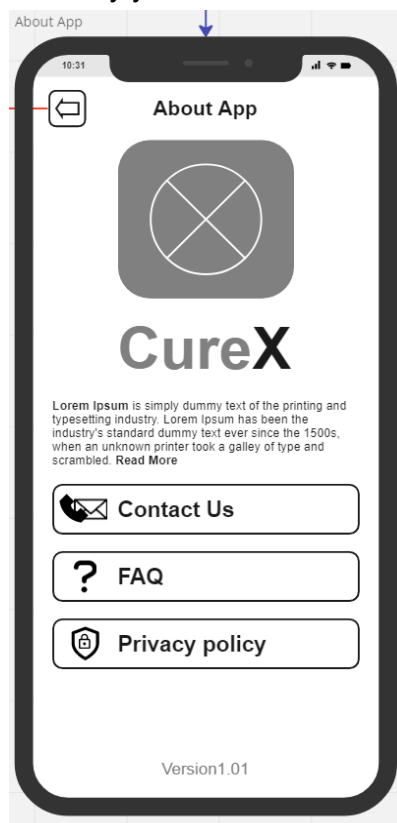 About App
10:31
About App
CureX
Lorem Ipsum is simply dummy text of the printing and
typesetting industry. Lorem Ipsum has been the
industry's standard dummy text ever since the 1500s,
when an unknown printer took a galley of type and
scrambled. Read More
Contact Us
? FAQ
Privacy policy
Version1.01